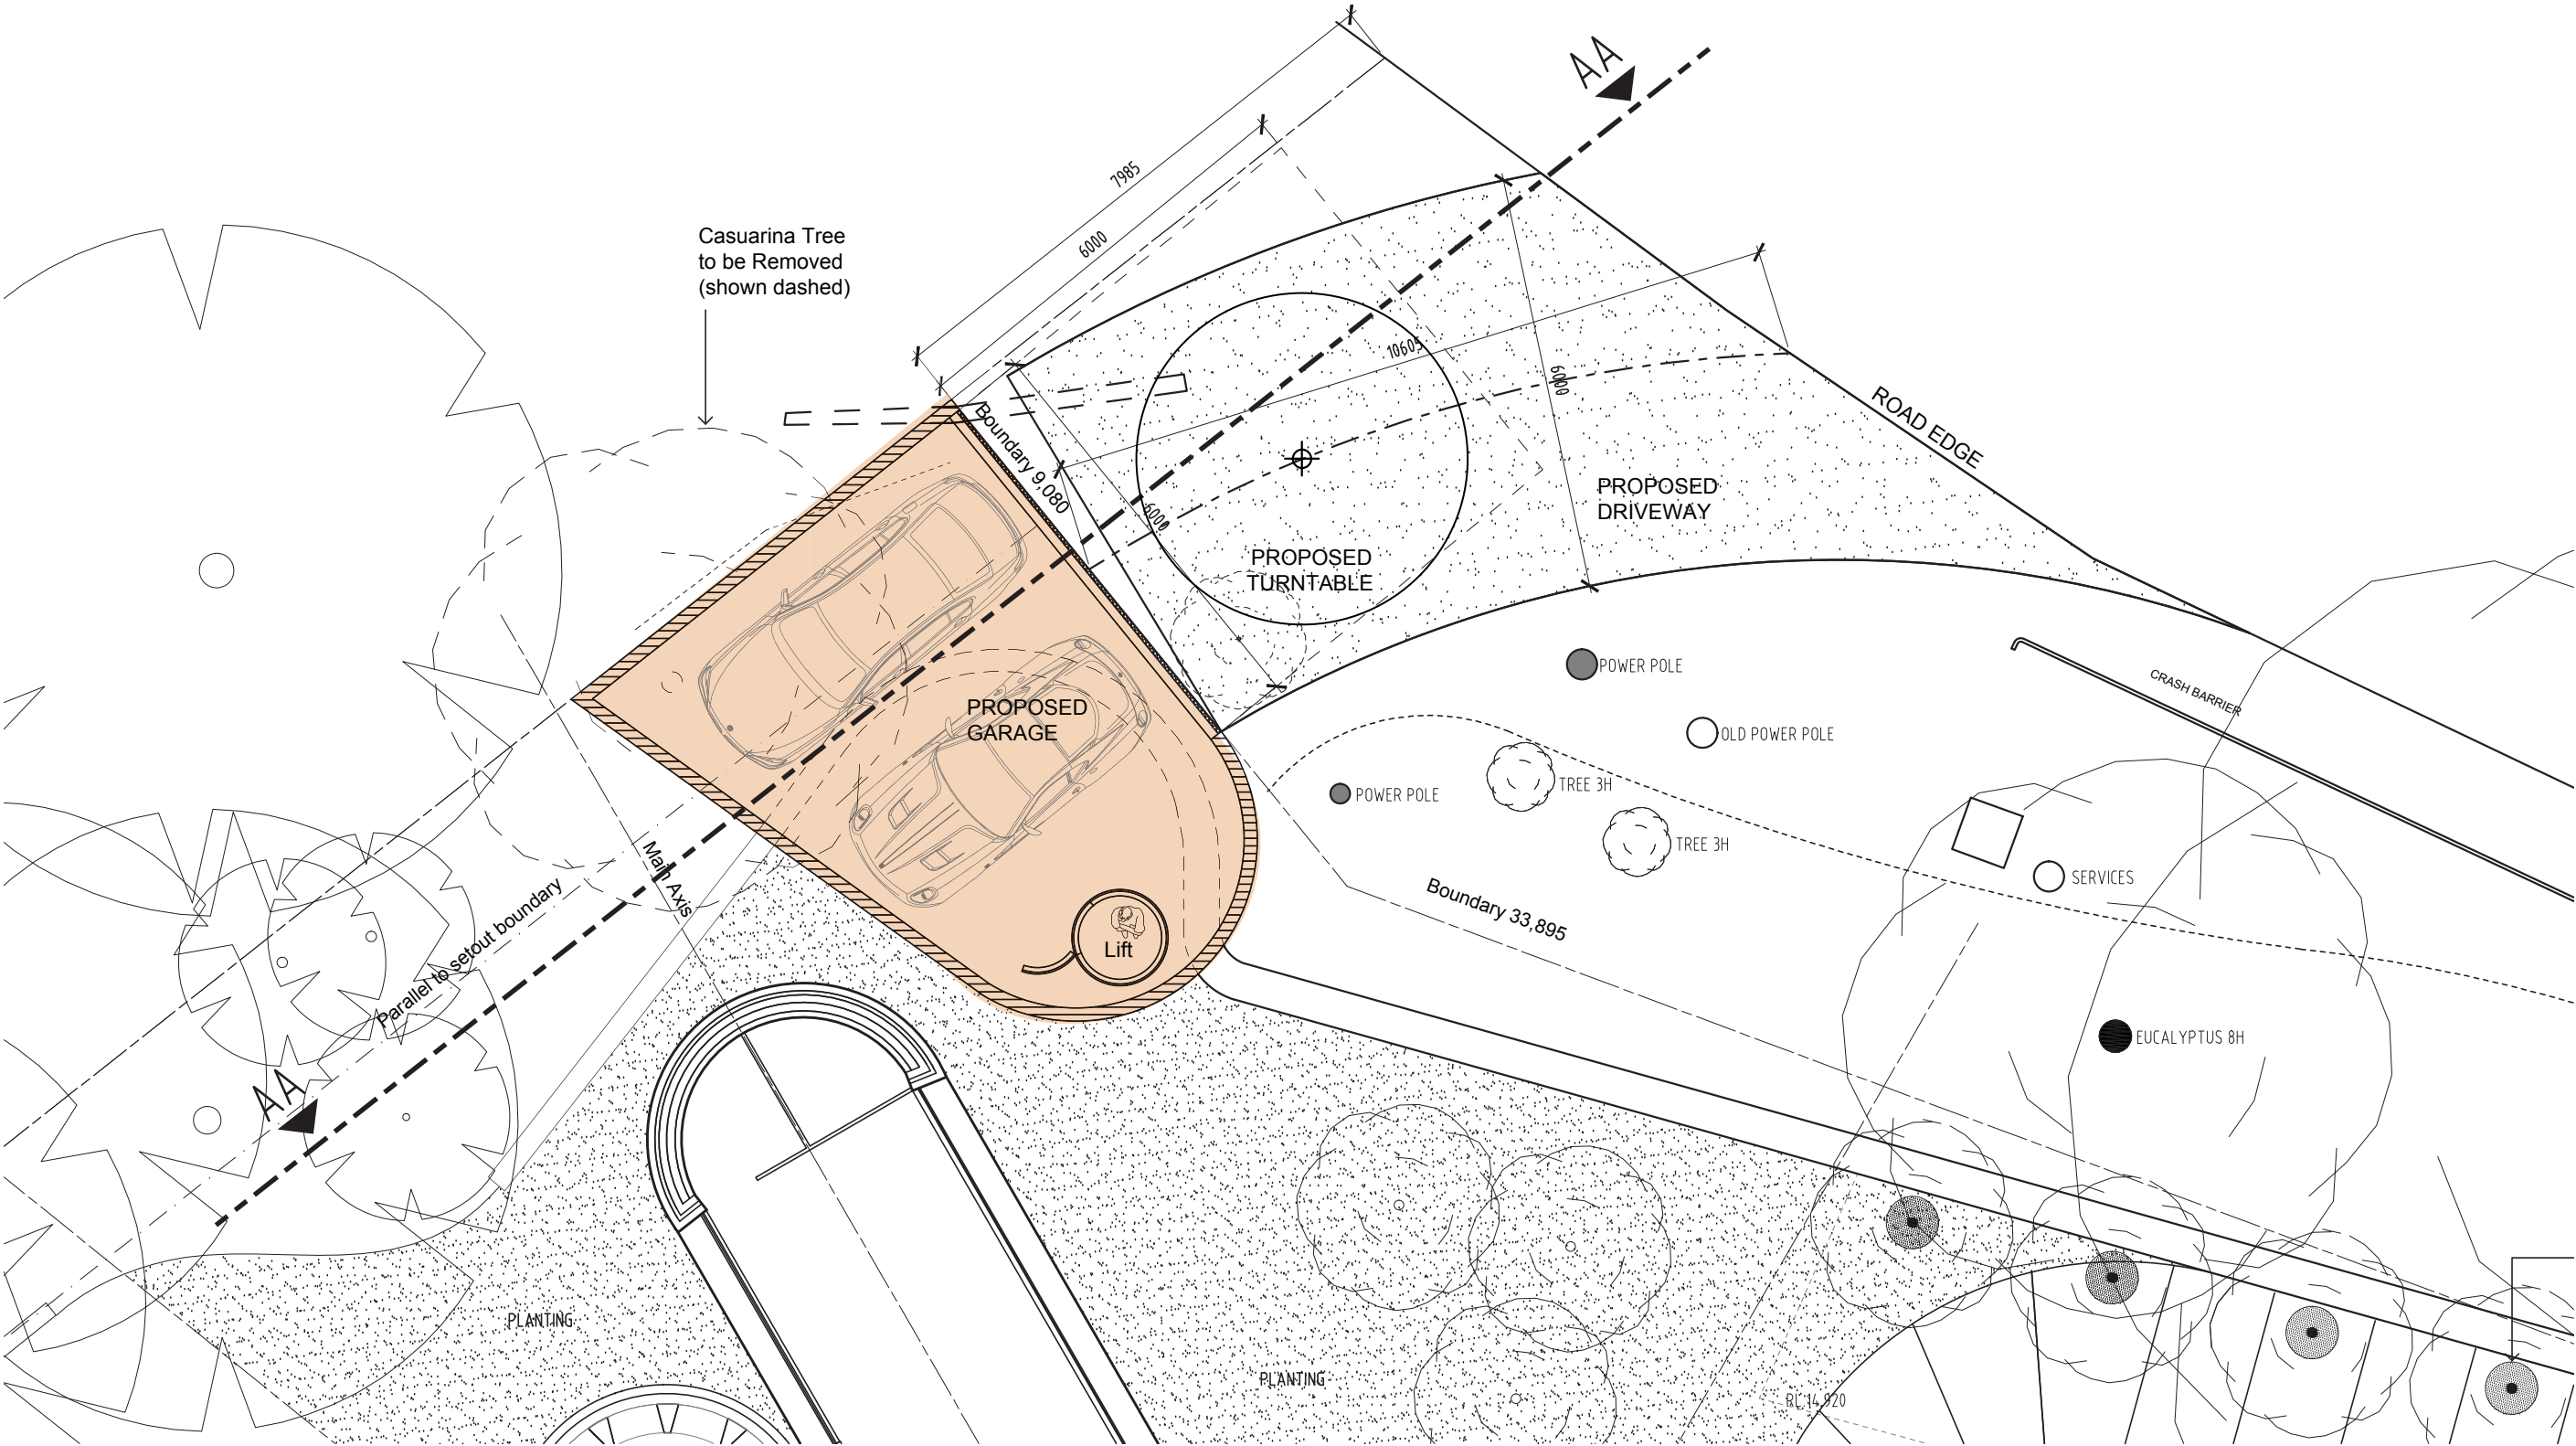 AA
7985
6000
Casuarina Tree
to be Removed
(shown dashed)
10605
6000
ROAD EDGE
Boundary 9,080
6000
PROPOSED
DRIVEWAY
PROPOSED
TURNTABLE
POWER POLE
CRASH BARRIER
PROPOSED
GARAGE
OLD POWER POLE
TREE 3H
POWER POLE
TREE 3H
SERVICES
Main Axis
Boundary 33,895
Parallel to setout boundary
Lift
EUCALYPTUS 8H
AA
PLANTING
PLANTING
RL 14.920